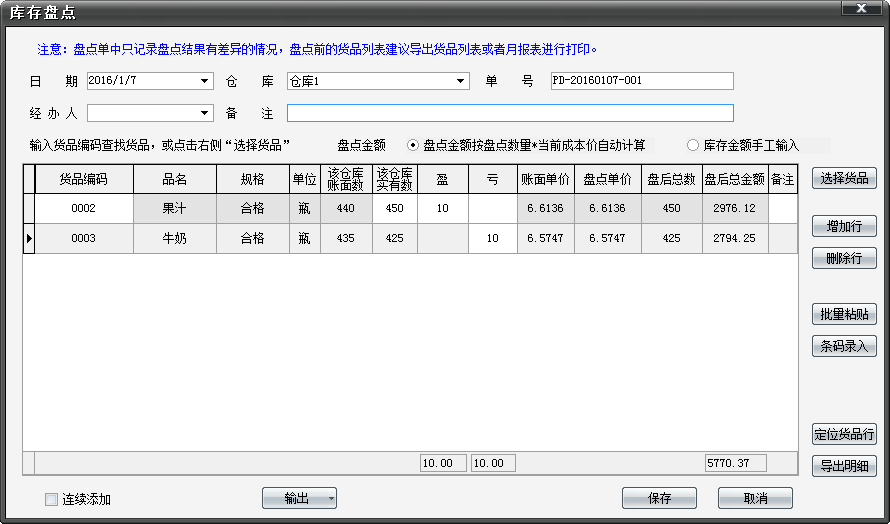 库存盘点
注意：盘点单中只记录盘点结果有差异的情况，盘点前的货品列表建议导出货品列表或者月报表进行打印。
日 期 2016/1/7 仓 库 仓库1 单 号 PD-20160107-001
经 办 人 备 注
输入货品编码查找货品，或点击右侧“选择货品” 盘点金额 盘点金额按盘点数量*当前成本价自动计算 库存金额手工输入
货品编码 品名 规格 单位 该仓库账面数 该仓库实有数 盈 亏 账面单价 盘点单价 盘后总数 盘后总金额 备注
0002 果汁 合格 瓶 440 450 10 6.6136 6.6136 450 2976.12
0003 牛奶 合格 瓶 435 425 10 6.5747 6.5747 425 2794.25
10.00 10.00 5770.37
选择货品
增加行
删除行
批量粘贴
条码录入
定位货品行
导出明细
连续添加 输出 保存 取消